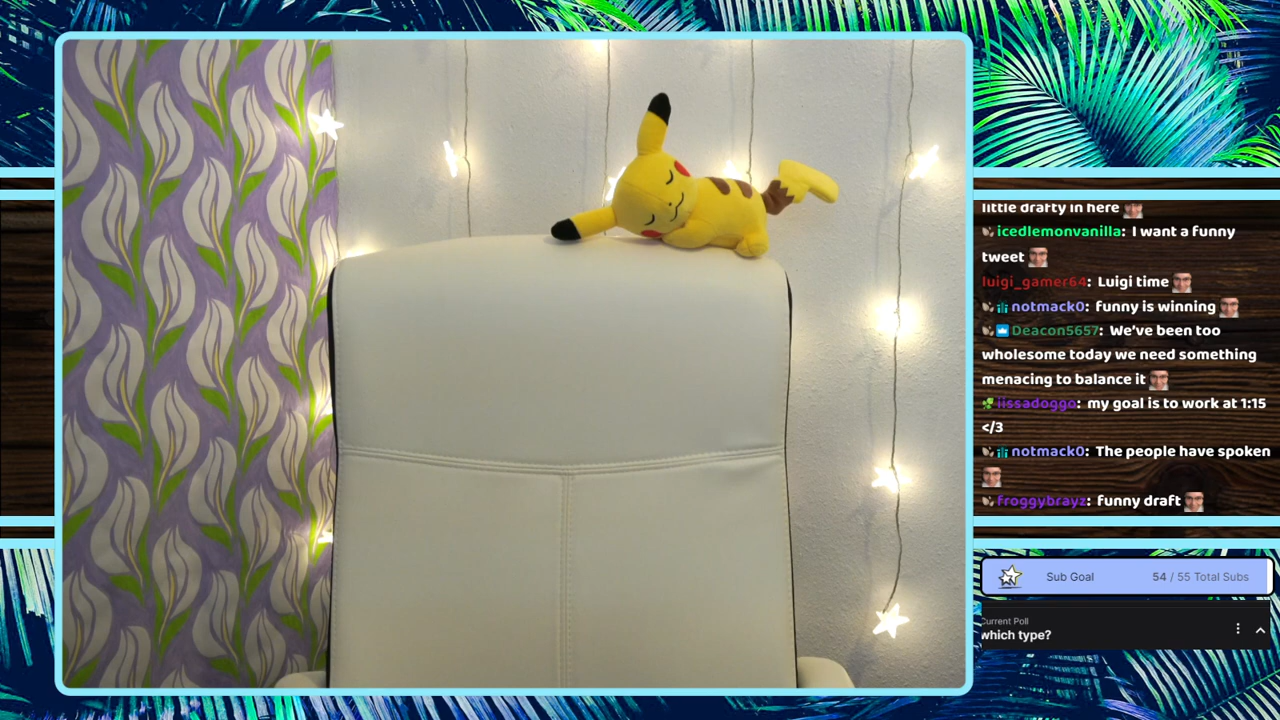 little drafty in here
icedlemonvanilla: I want a funny
tweet
luigi_gamer64: Luigi time
notmack0: funny is winning
Deacon5657: We've been too
wholesome today we need something
menacing to balance it
lissadoggo: my goal is to work at 1:15
</3
notmack0: The people have spoken
froggybrayz: funny draft
Sub Goal 54 / 55 Total Subs
Current Poll
which type?